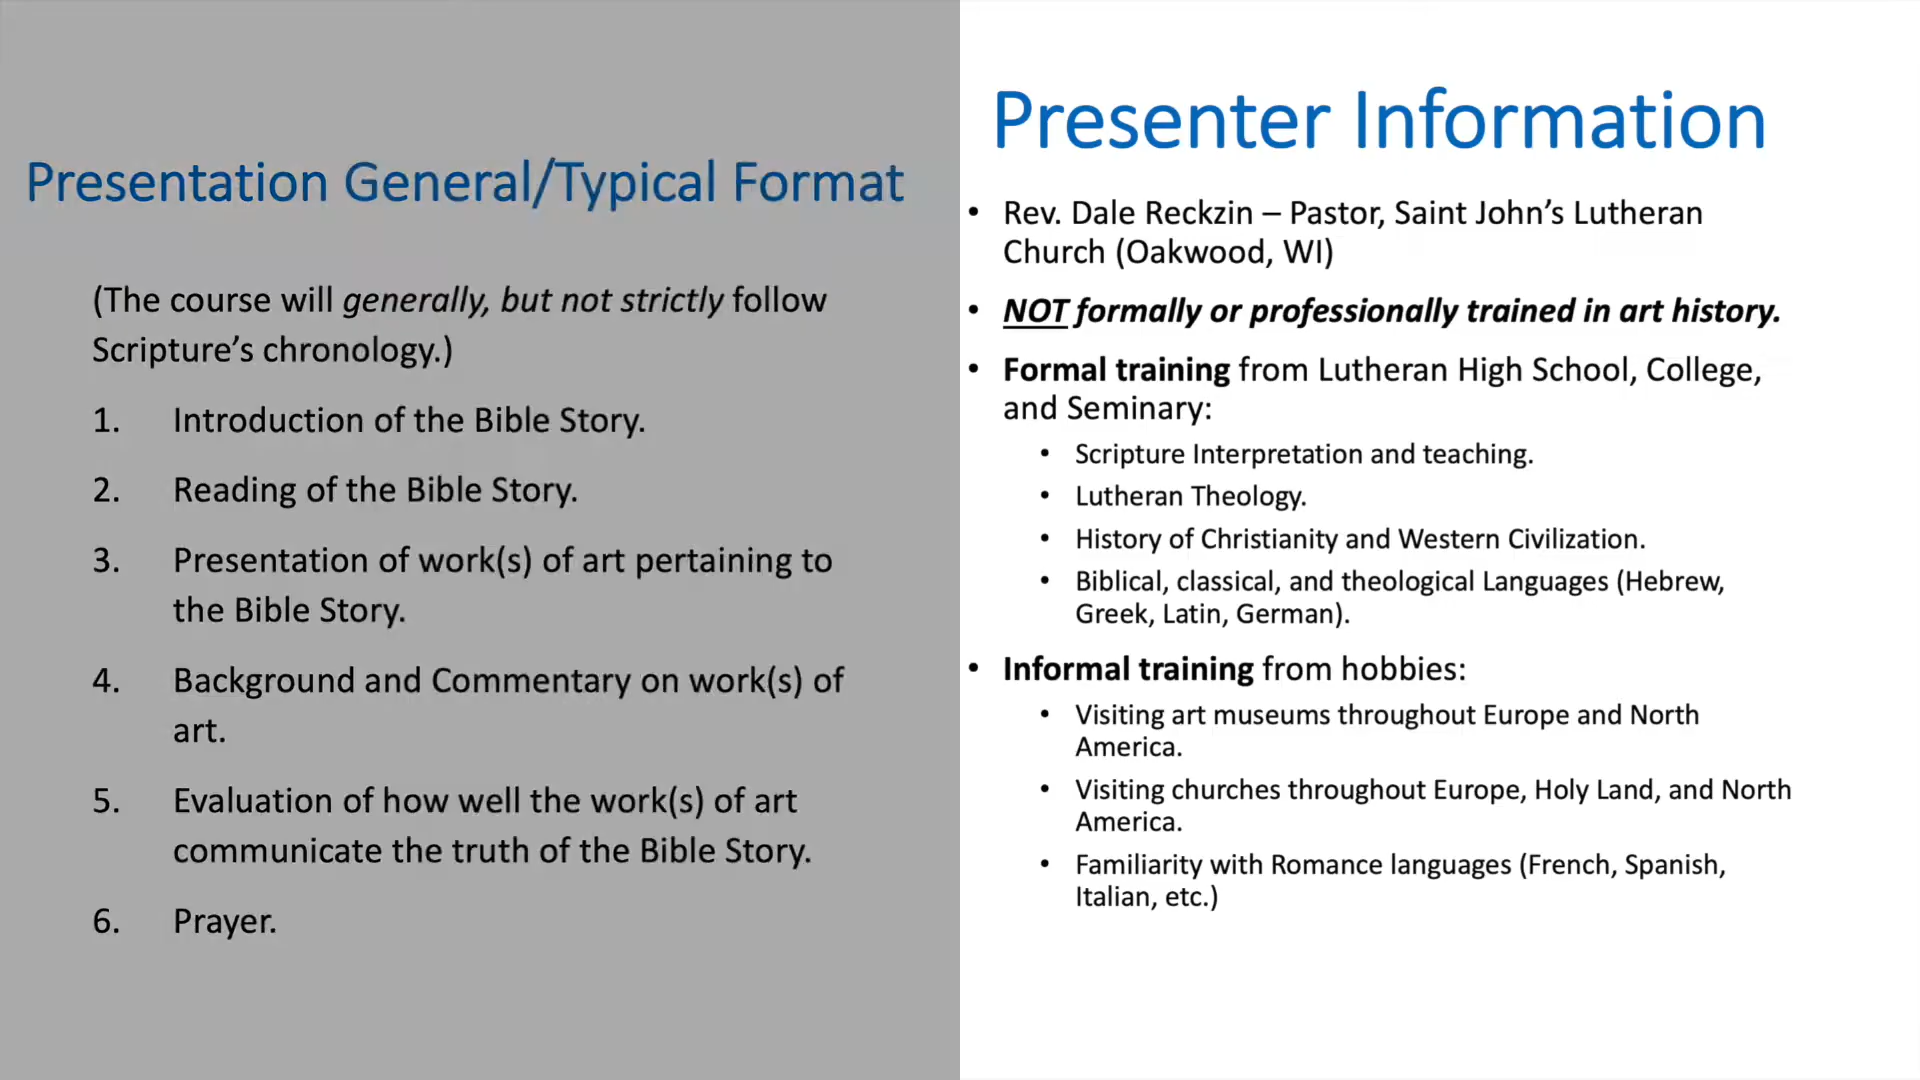 Presentation General/Typical Format
(The course will generally, but not strictly follow
Scripture’s chronology.)
1. Introduction of the Bible Story.
2. Reading of the Bible Story.
3. Presentation of work(s) of art pertaining to
the Bible Story.
4. Background and Commentary on work(s) of
art.
5. Evaluation of how well the work(s) of art
communicate the truth of the Bible Story.
6. Prayer.
Presenter Information
• Rev. Dale Reckzin – Pastor, Saint John’s Lutheran
Church (Oakwood, WI)
• NOT formally or professionally trained in art history.
• Formal training from Lutheran High School, College,
and Seminary:
• Scripture Interpretation and teaching.
• Lutheran Theology.
• History of Christianity and Western Civilization.
• Biblical, classical, and theological Languages (Hebrew,
Greek, Latin, German).
• Informal training from hobbies:
• Visiting art museums throughout Europe and North
America.
• Visiting churches throughout Europe, Holy Land, and North
America.
• Familiarity with Romance languages (French, Spanish,
Italian, etc.)